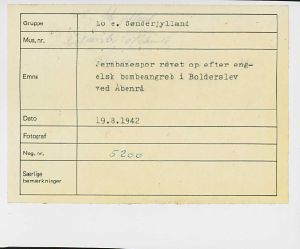 Gruppe Lo e. Sønderjylland
Mus. nr.
Emne Jernbanespor revet op efter eng-
elsk bombeangreb i Bolderslev
ved Åbenrå
Dato 19.8.1942
Fotograf
Neg. nr. 5200
Særlige
bemærkninger